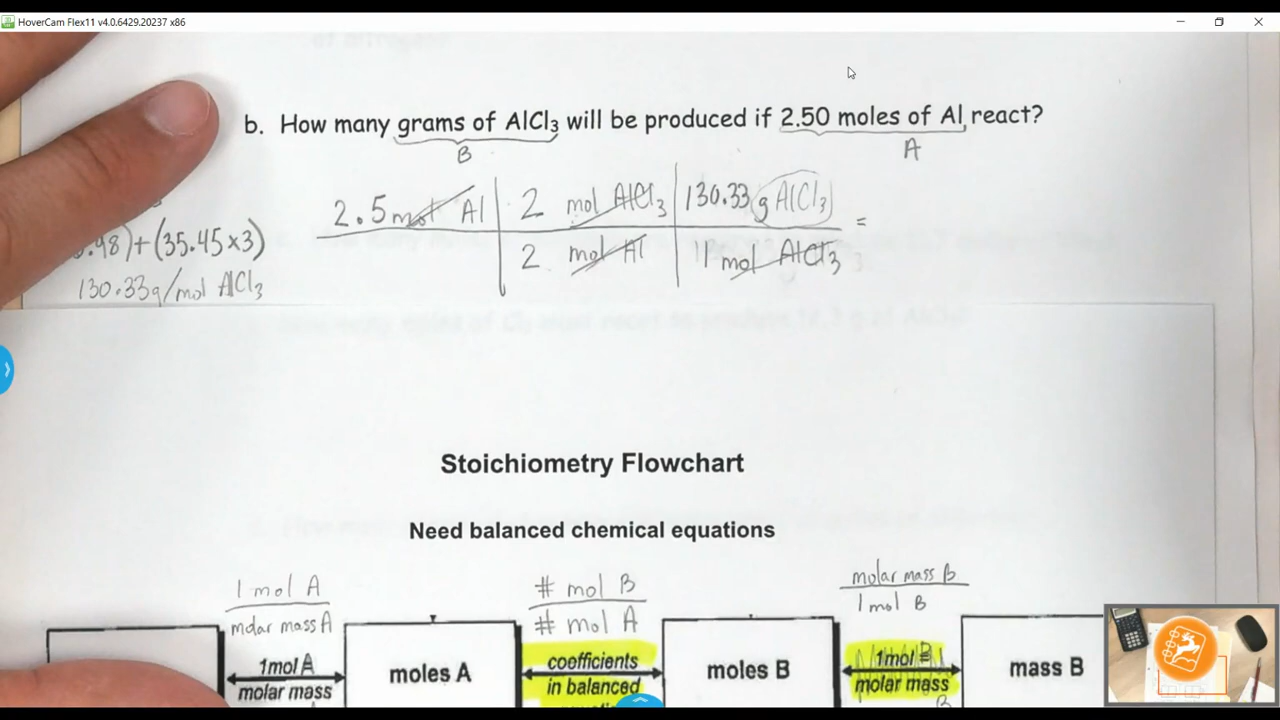 HoverCam Flex11 v4.0.6429.20237 x86
b. How many grams of AlCl3 will be produced if 2.50 moles of Al react?
B A
2.5 mol Al 2 mol AlCl3 130.33 g AlCl3 =
2 mol Al 1 mol AlCl3
.98)+(35.45x3)
130.33g/mol AlCl3
Stoichiometry Flowchart
Need balanced chemical equations
1 mol A # mol B molar mass B
molar mass A # mol A 1 mol B
1mol A coefficients 1mol B
moles A moles B mass B
molar mass in balanced molar mass
B